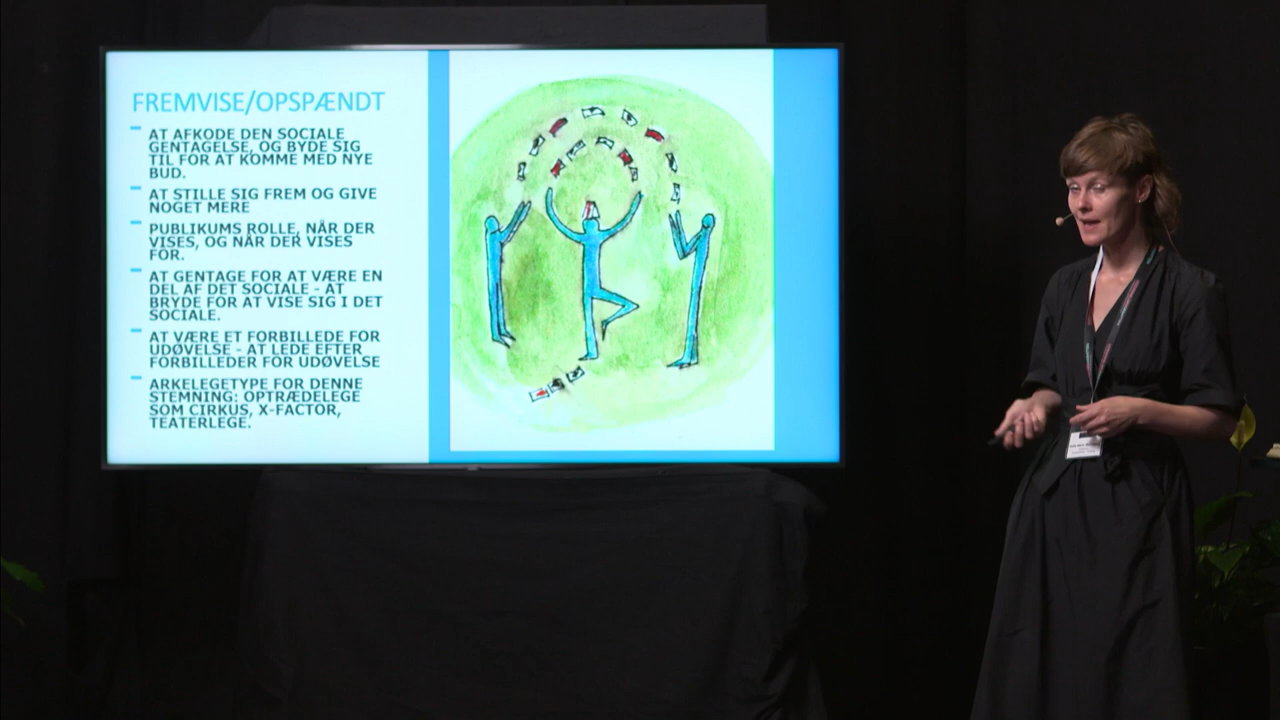 FREMVISE/OPSPÆNDT
AT AFKODE DEN SOCIALE
GENTAGELSE, OG BYDE SIG
TIL FOR AT KOMME MED NYE
BUD.
AT STILLE SIG FREM OG GIVE
NOGET MERE
PUBLIKUMS ROLLE, NÅR DER
VISES, OG NÅR DER VISES
FOR.
AT GENTAGE FOR AT VÆRE EN
DEL AF DET SOCIALE - AT
BRYDE FOR AT VISE SIG I DET
SOCIALE.
AT VÆRE ET FORBILLEDE FOR
UDØVELSE - AT LEDE EFTER
FORBILLEDER FOR UDØVELSE
ARKELEGETYPE FOR DENNE
STEMNING: OPTRÆDELEGE
SOM CIRKUS, X-FACTOR,
TEATERLEGE.